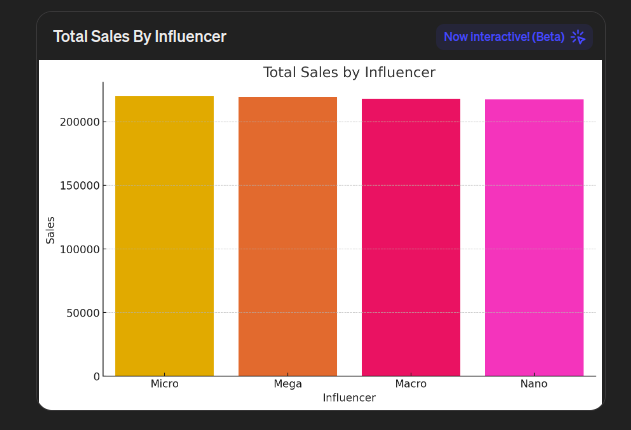 Total Sales By Influencer
Now interactive! (Beta)
Total Sales by Influencer
200000
150000
100000
50000
0
Sales
Micro Mega Macro Nano
Influencer